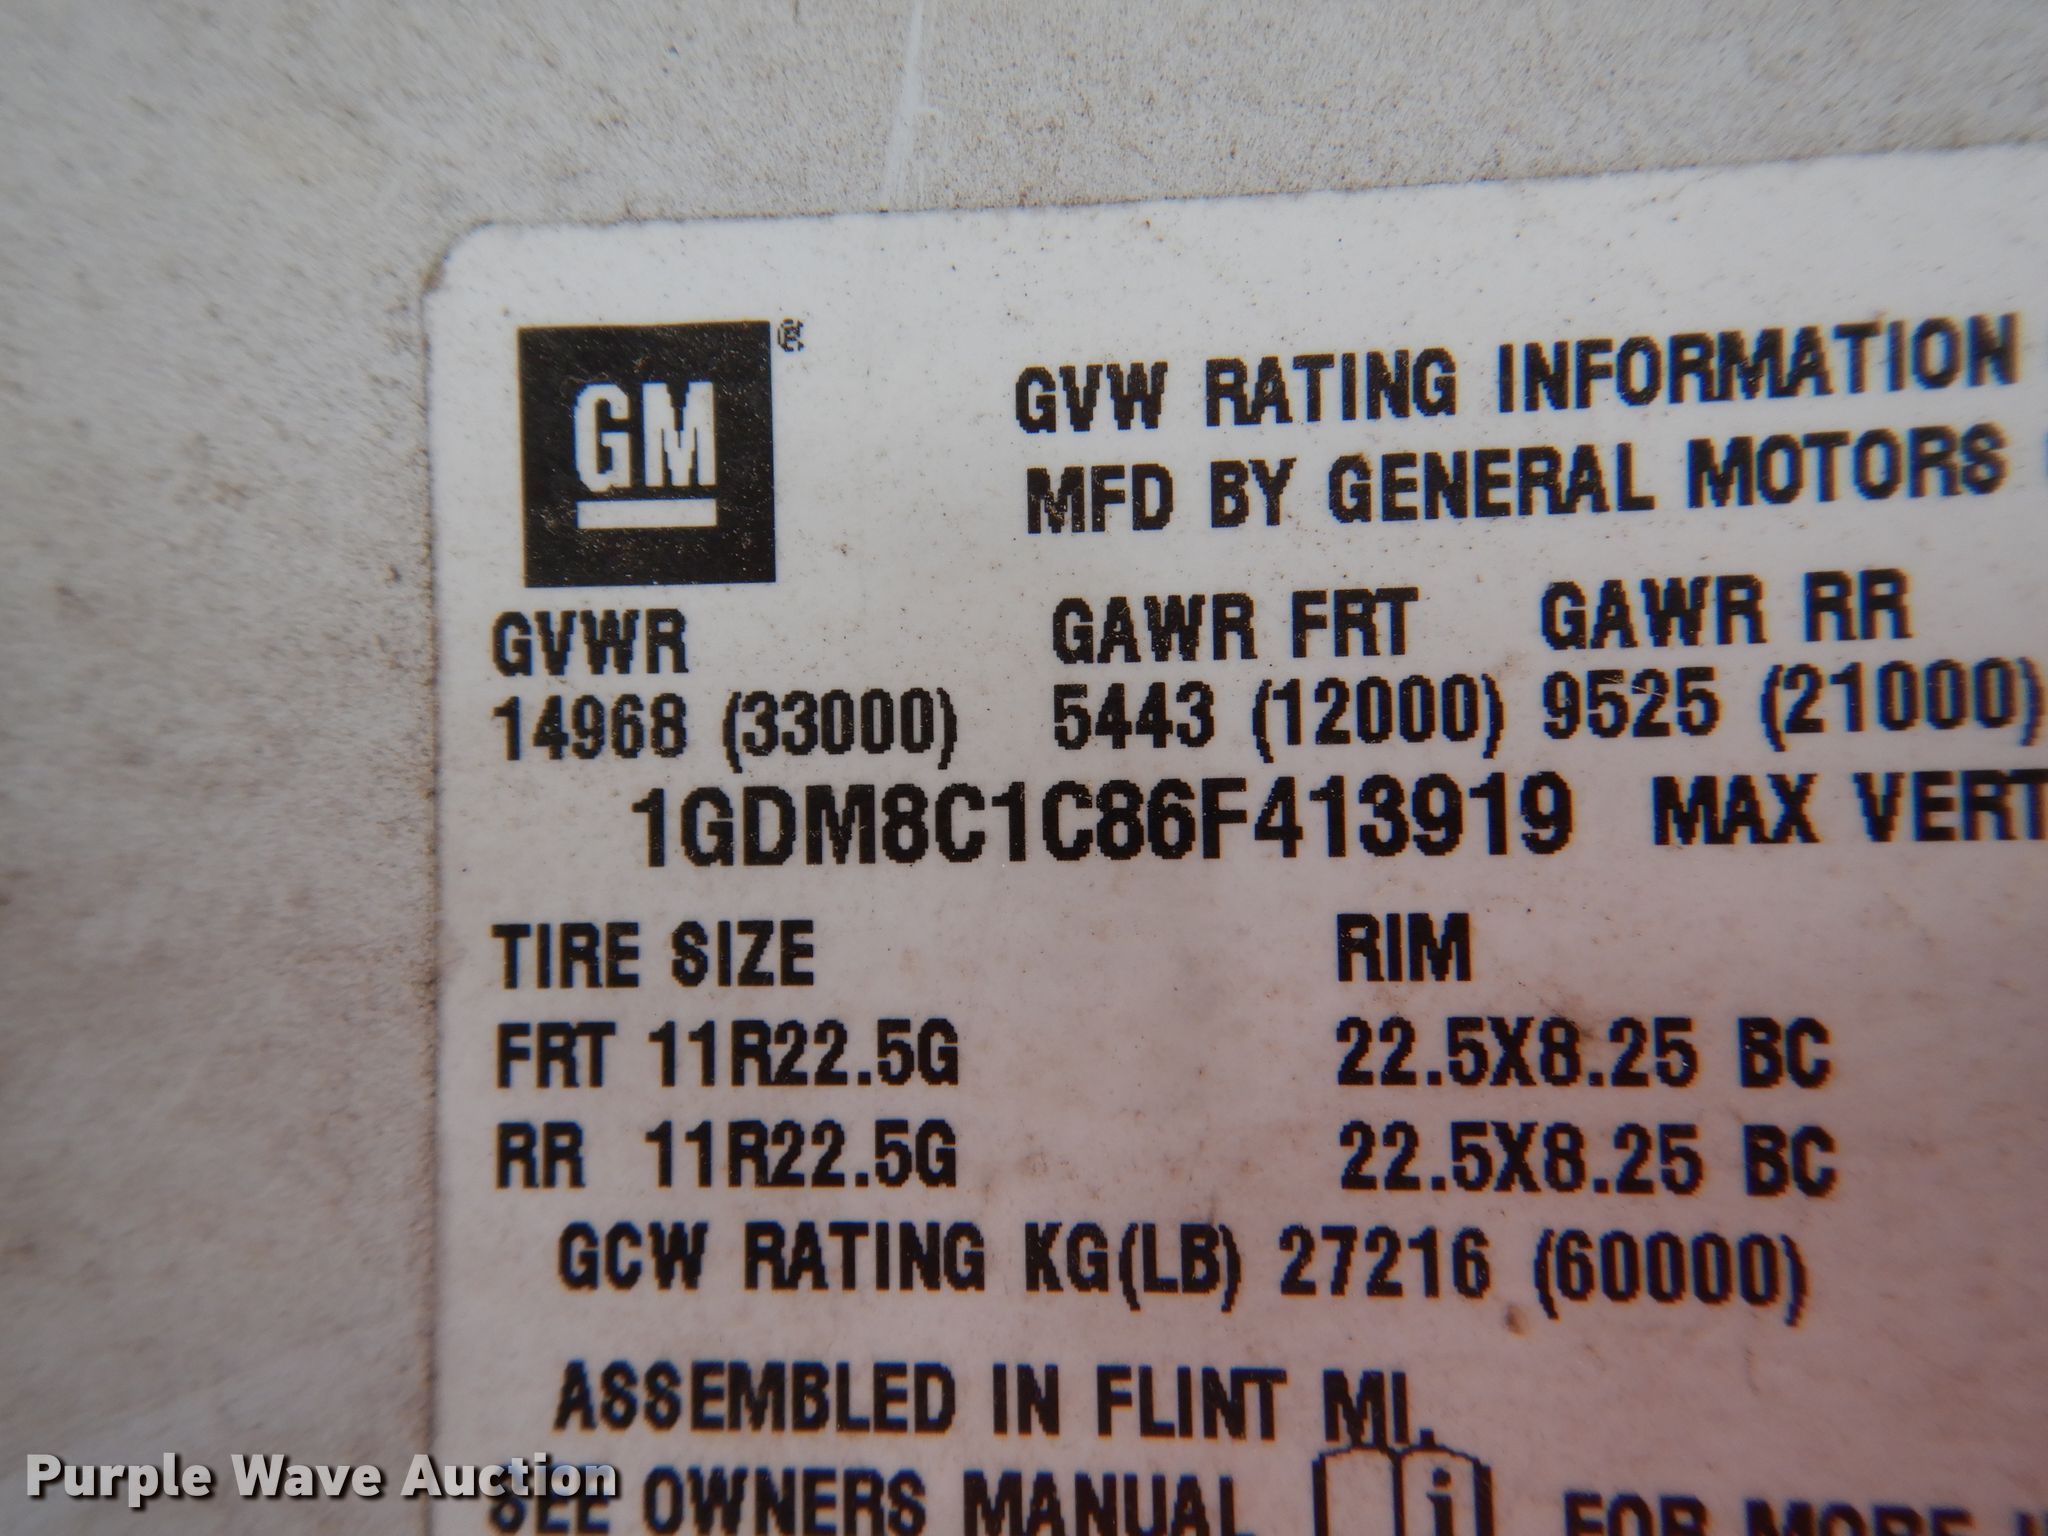 GM®
GVW RATING INFORMATION
MFD BY GENERAL MOTORS
GVWR GAWR FRT GAWR RR
14968 (33000) 5443 (12000) 9525 (21000)
1GDM8C1C86F413919 MAX VERT
TIRE SIZE RIM
FRT 11R22.5G 22.5X8.25 BC
RR 11R22.5G 22.5X8.25 BC
GCW RATING KG(LB) 27216 (60000)
ASSEMBLED IN FLINT MI.
SEE OWNERS MANUAL i FOR MORE
Purple Wave Auction